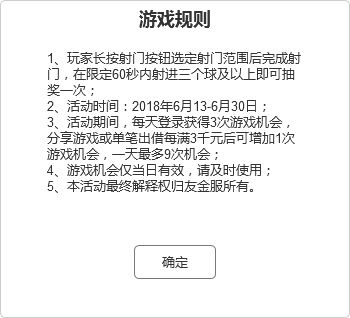 游戏规则
1、玩家长按射门按钮选定射门范围后完成射
门，在限定60秒内射进三个球及以上即可抽
奖一次；
2、活动时间：2018年6月13-6月30日；
3、活动期间，每天登录获得3次游戏机会，
分享游戏或单笔出借每满3千元后可增加1次
游戏机会，一天最多9次机会；
4、游戏机会仅当日有效，请及时使用；
5、本活动最终解释权归友金服所有。
确定